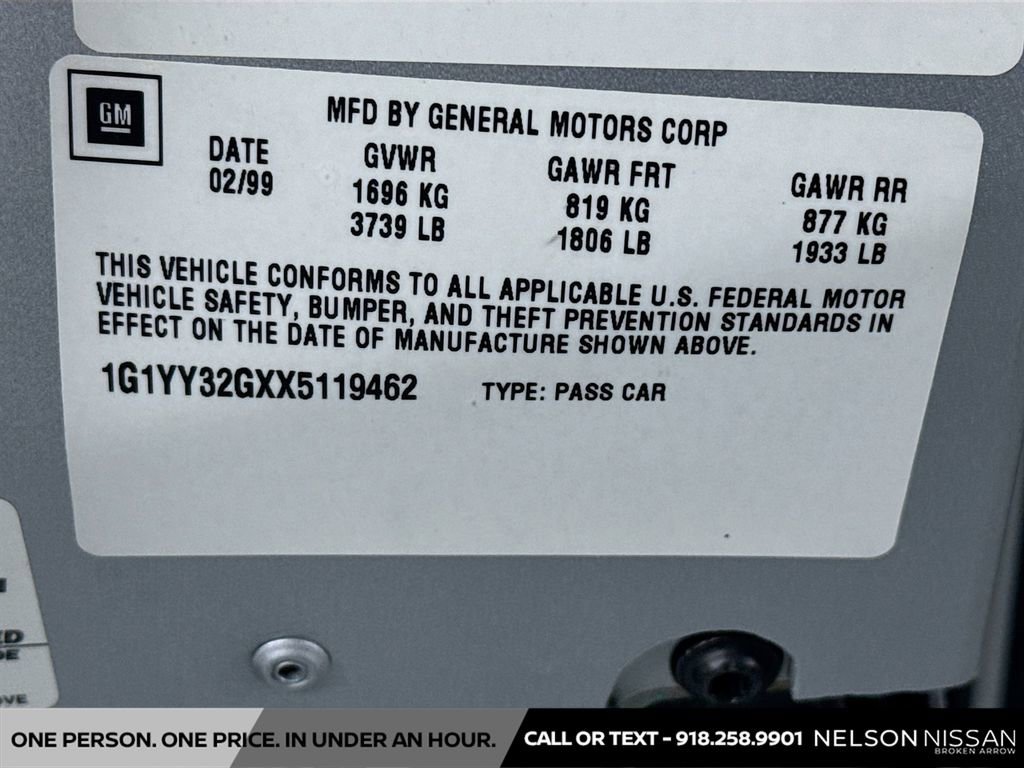 GM
MFD BY GENERAL MOTORS CORP
DATE GVWR GAWR FRT GAWR RR
02/99 1696 KG 819 KG 877 KG
3739 LB 1806 LB 1933 LB
THIS VEHICLE CONFORMS TO ALL APPLICABLE U.S. FEDERAL MOTOR
VEHICLE SAFETY, BUMPER, AND THEFT PREVENTION STANDARDS IN
EFFECT ON THE DATE OF MANUFACTURE SHOWN ABOVE.
1G1YY32GXX5119462 TYPE: PASS CAR
ONE PERSON. ONE PRICE. IN UNDER AN HOUR. CALL OR TEXT - 918.258.9901 NELSON NISSAN
BROKEN ARROW